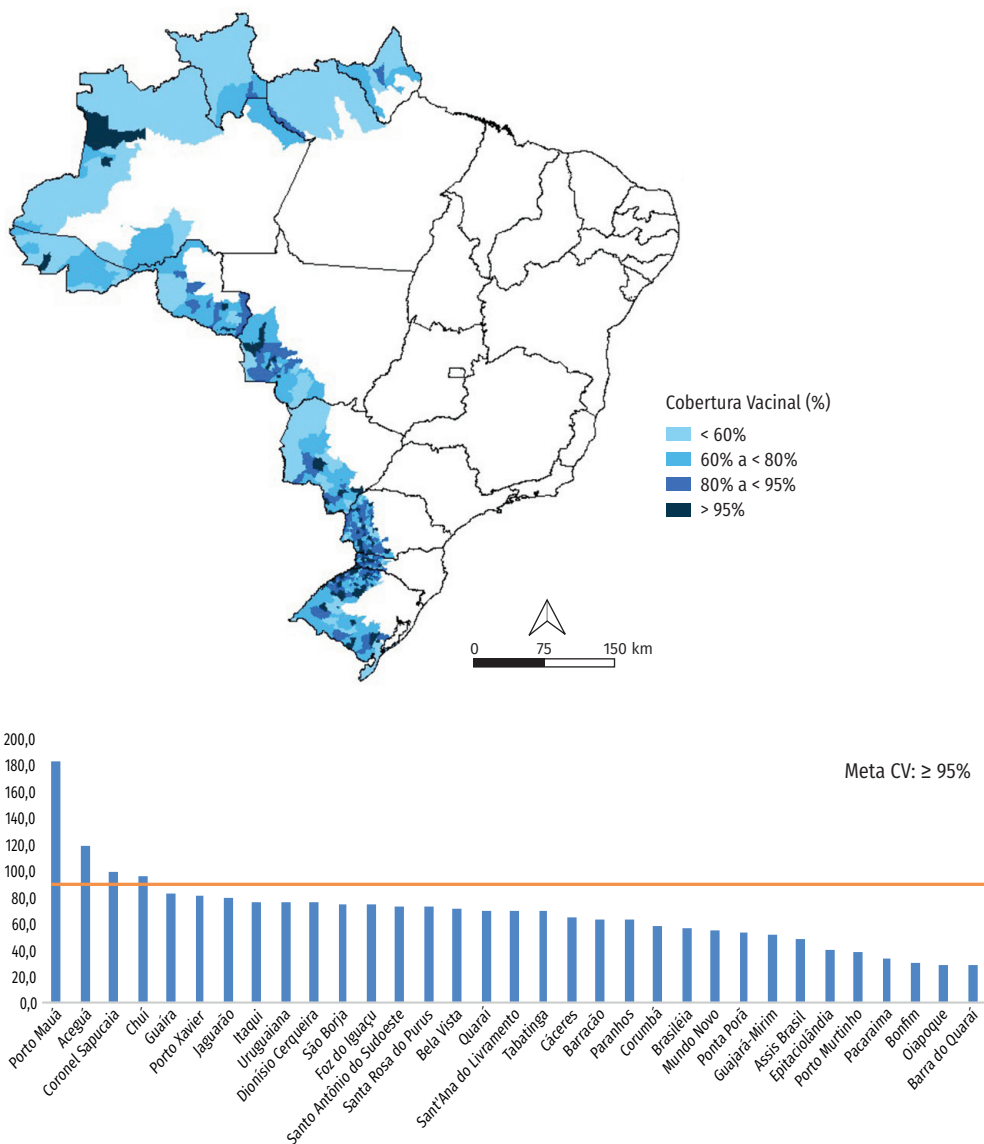 Cobertura Vacinal (%)
< 60%
60% a < 80%
80% a < 95%
> 95%
0 75 150 km
200,0
180,0
160,0
140,0
120,0
100,0
80,0
60,0
40,0
20,0
0,0
Meta CV: ≥ 95%
Porto Mauá
Aceguá
Coronel Sapucaia
Chuí
Guaíra
Porto Xavier
Jaguarão
Itaqui
Uruguaiana
Dionísio Cerqueira
São Borja
Foz do Iguaçu
Santo Antônio do Sudoeste
Santa Rosa do Purus
Bela Vista
Quaraí
Sant'Ana do Livramento
Tabatinga
Cáceres
Barracão
Paranhos
Corumbá
Brasiléia
Mundo Novo
Ponta Porã
Guajará-Mirim
Assis Brasil
Epitaciolândia
Porto Murtinho
Pacaraima
Bonfim
Oiapoque
Barra do Quaraí